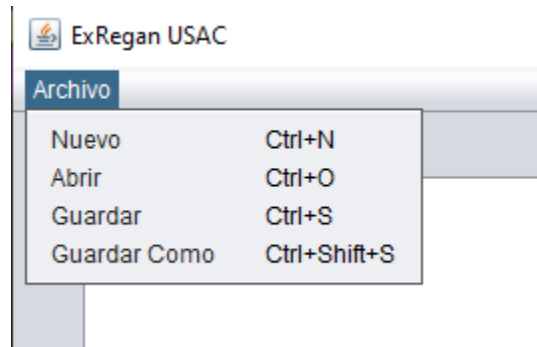 ExRegan USAC
Archivo
Nuevo Ctrl+N
Abrir Ctrl+O
Guardar Ctrl+S
Guardar Como Ctrl+Shift+S